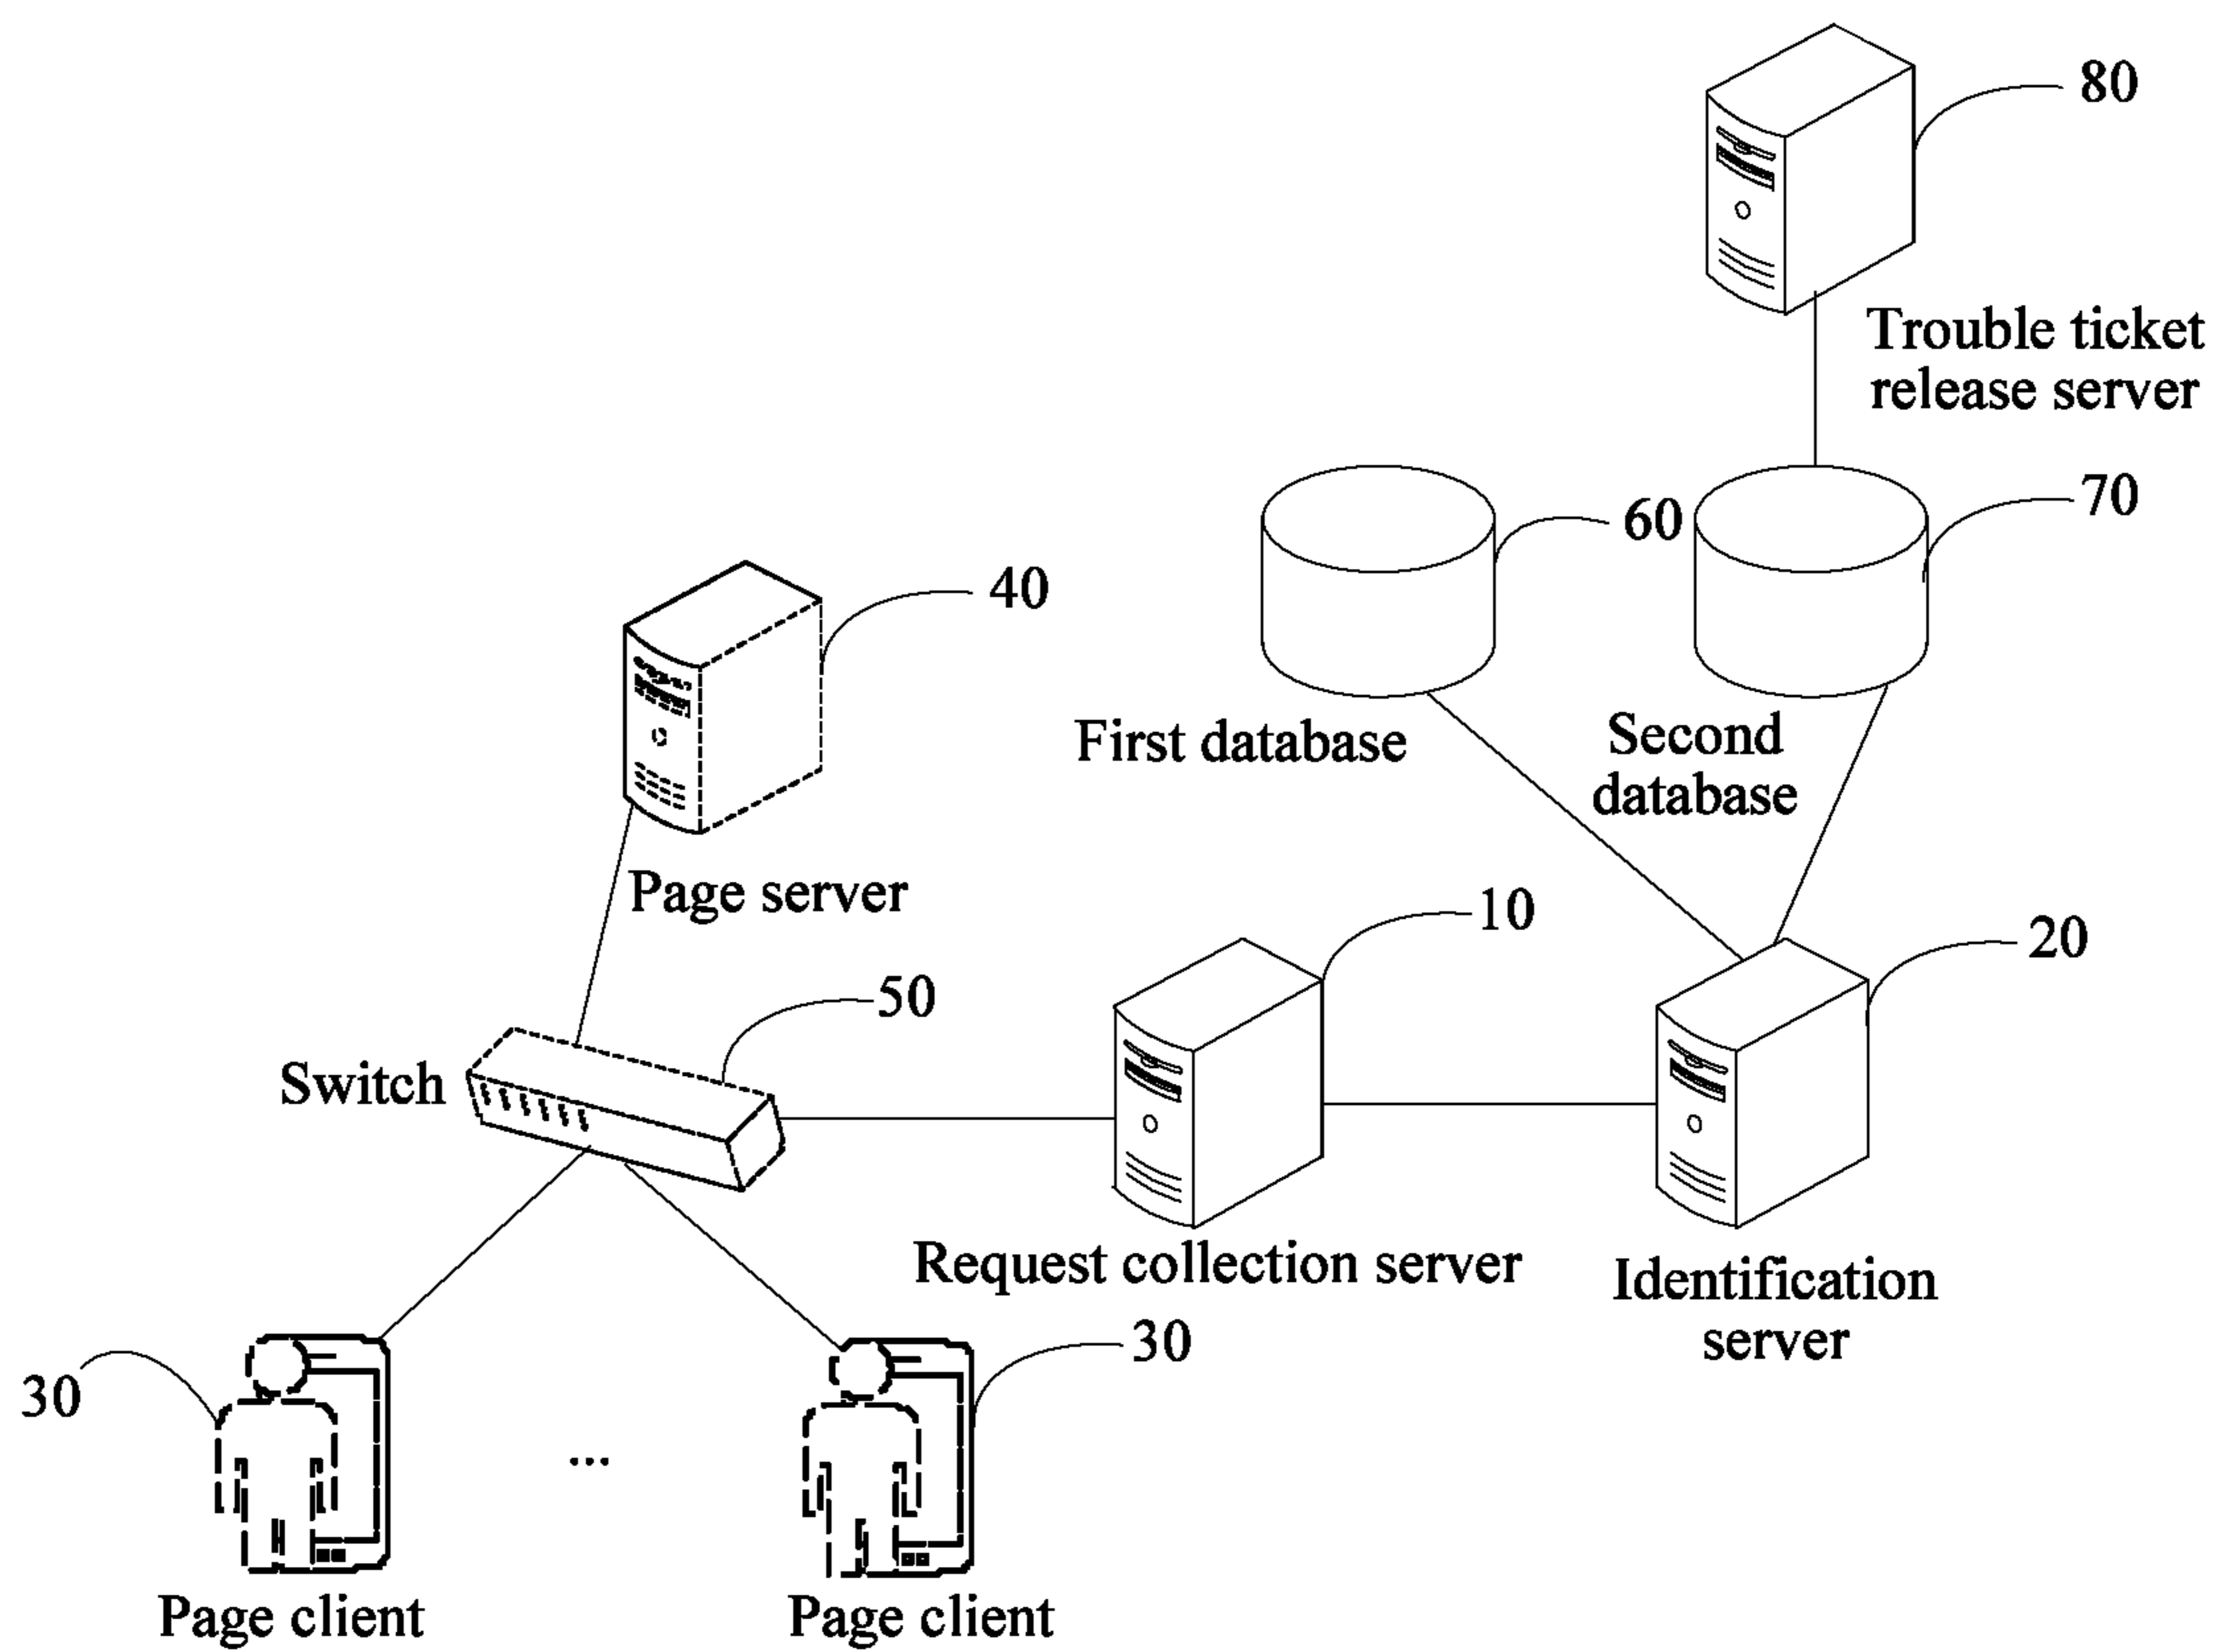 80
Trouble ticket
release server
60
70
40
First database
Second
database
Page server
10
20
50
Switch
Request collection server
Identification
server
30
30
...
Page client
Page client